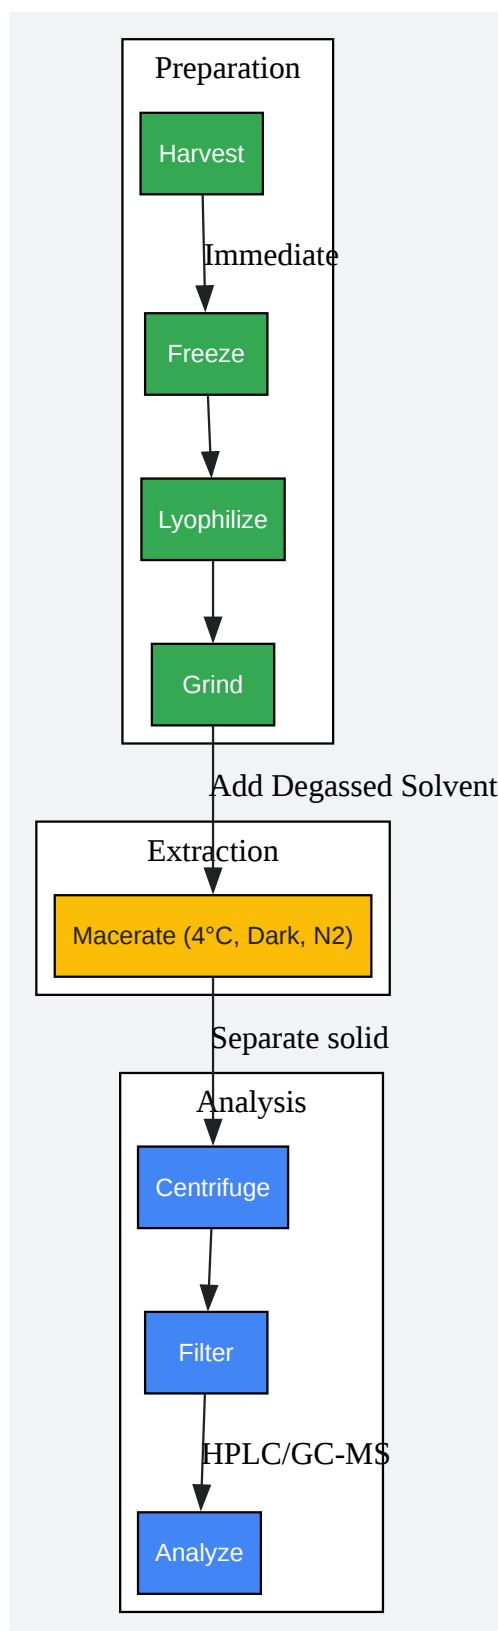 Preparation
Harvest
Immediate
Freeze
Lyophilize
Grind
Add Degassed Solvent
Extraction
Macerate (4°C, Dark, N2)
Separate solid
Analysis
Centrifuge
Filter
HPLC/GC-MS
Analyze